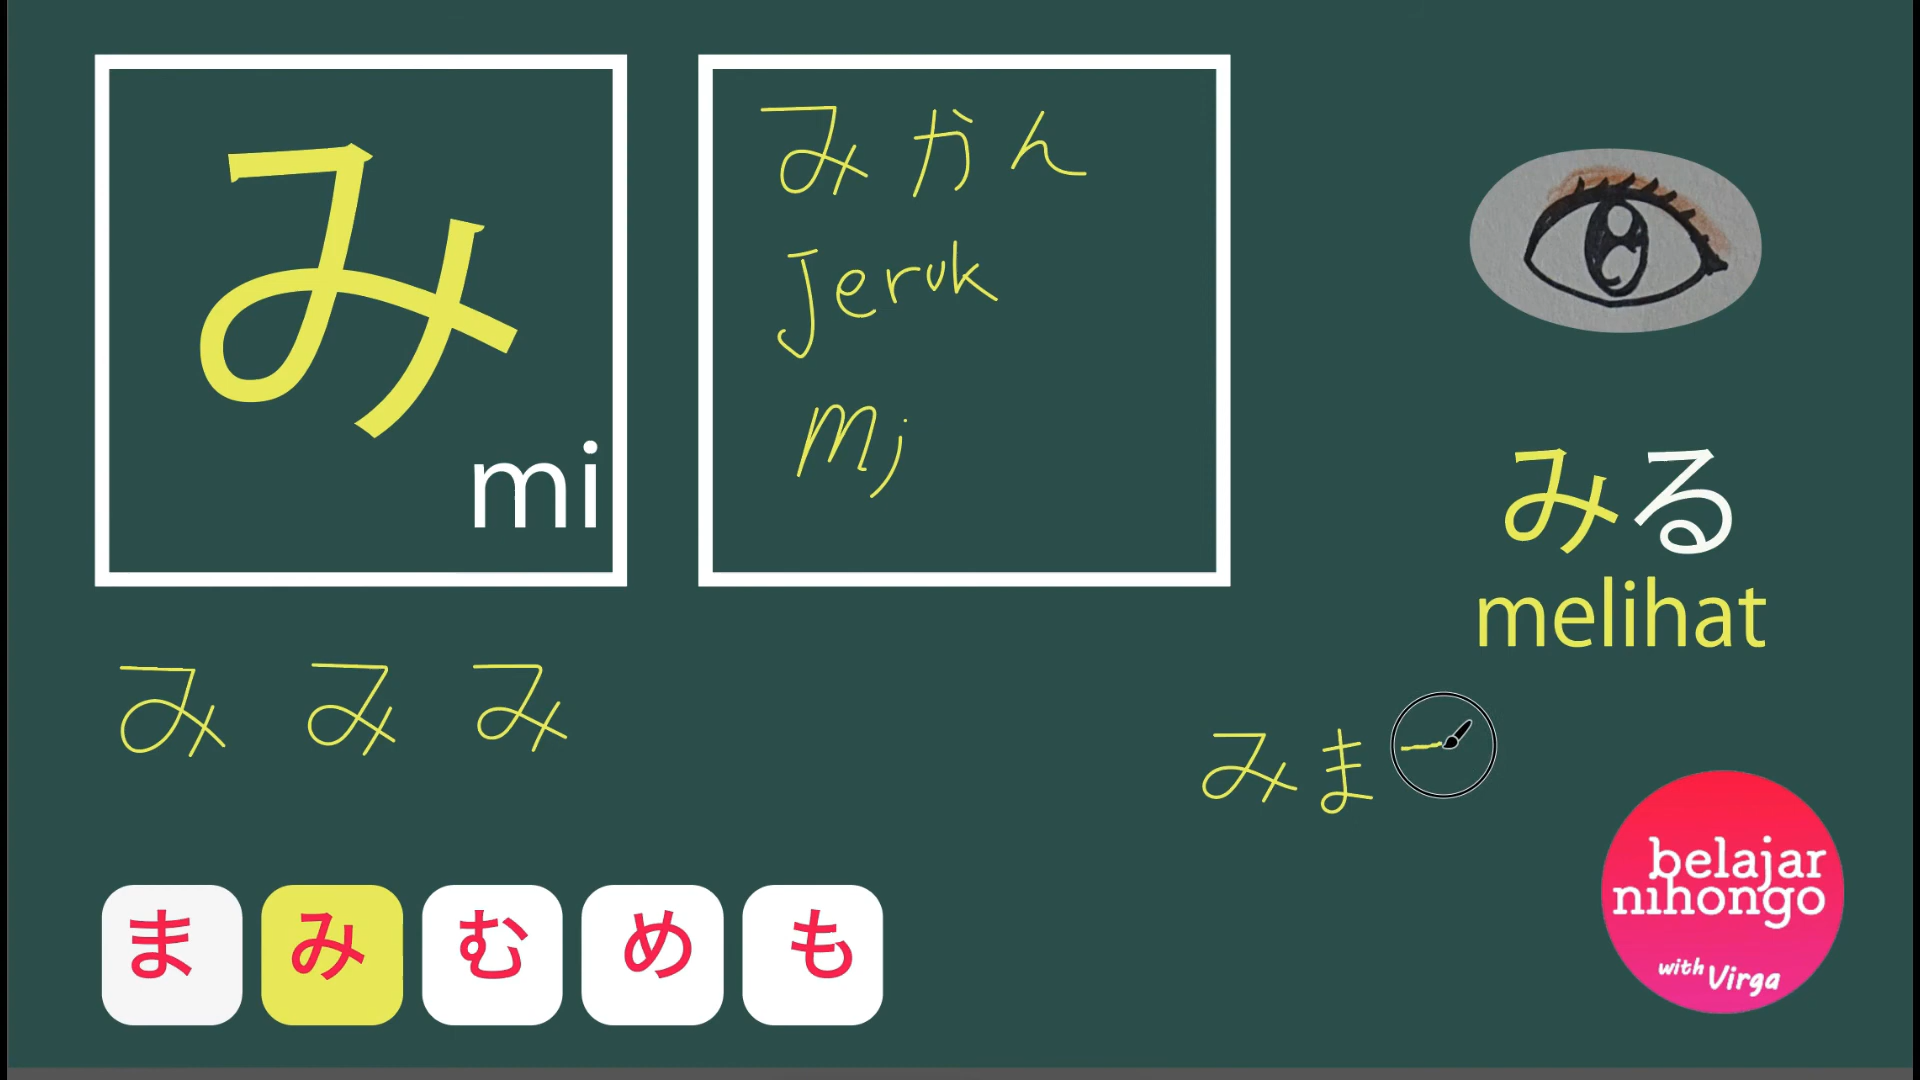 み
mi
みかん
Jeruk
Mj
みる
melihat
み み み
みま
ま み む め も
belajar
nihongo
with Virga